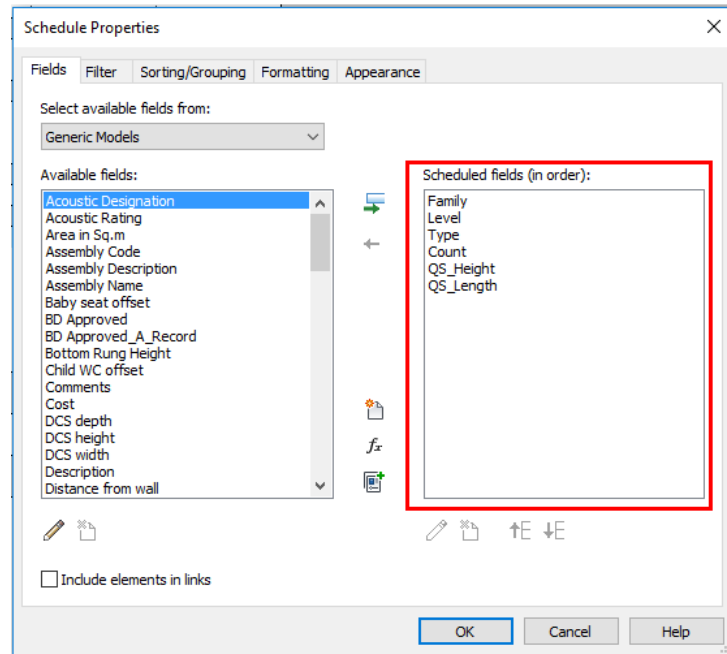 Schedule Properties
Fields Filter Sorting/Grouping Formatting Appearance
Select available fields from:
Generic Models
Available fields:
Acoustic Designation
Acoustic Rating
Area in Sq.m
Assembly Code
Assembly Description
Assembly Name
Baby seat offset
BD Approved
BD Approved_A_Record
Bottom Rung Height
Child WC offset
Comments
Cost
DCS depth
DCS height
DCS width
Description
Distance from wall
fx
Scheduled fields (in order):
Family
Level
Type
Count
QS_Height
QS_Length
Include elements in links
OK Cancel Help